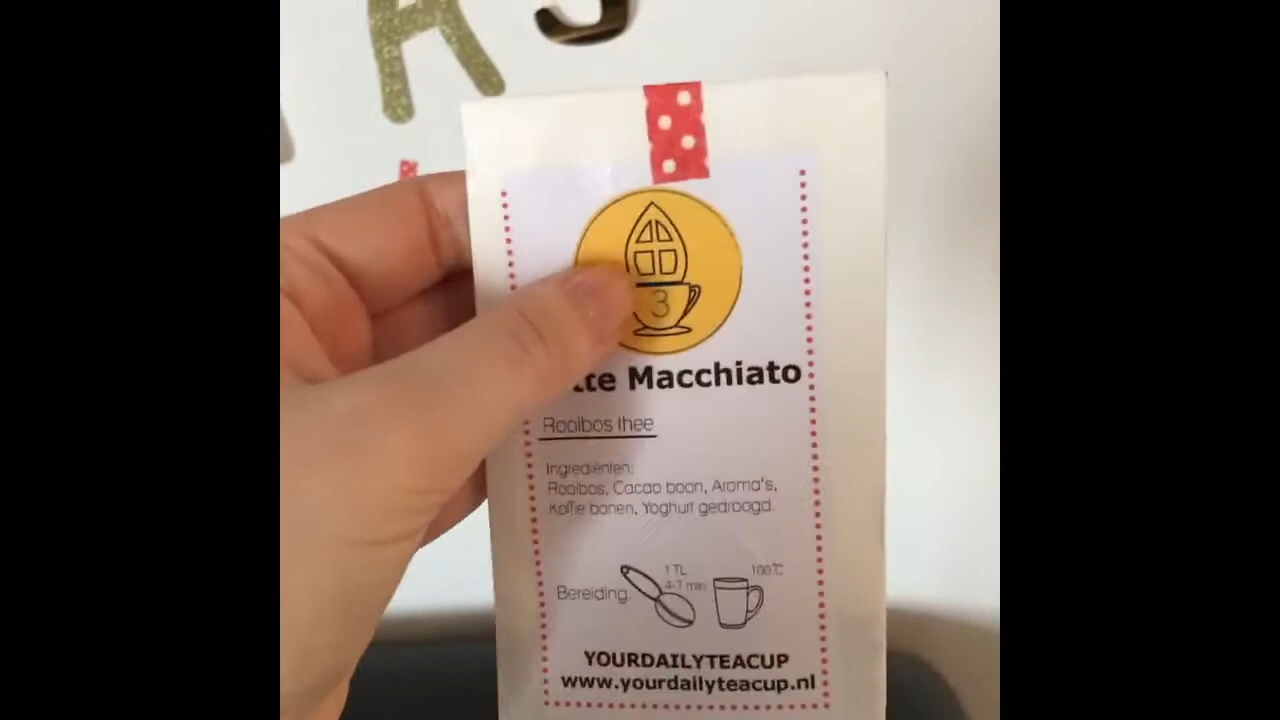 AS
3
tte Macchiato
Rooibos thee
Ingrediënten:
Rooibos, Cacao boon, Aroma's,
Koffie bonen, Yoghurt gedroogd.
1 TL
100℃
4-7 min
Bereiding
YOURDAILYTEACUP
www.yourdailyteacup.nl